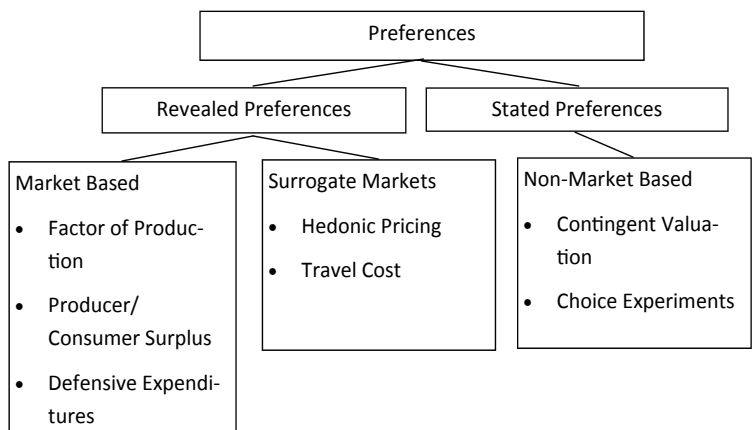 Preferences
Revealed Preferences
Stated Preferences
Market Based
• Factor of Produc-
tion
• Producer/
Consumer Surplus
• Defensive Expendi-
tures
Surrogate Markets
• Hedonic Pricing
• Travel Cost
Non-Market Based
• Contingent Valua-
tion
• Choice Experiments